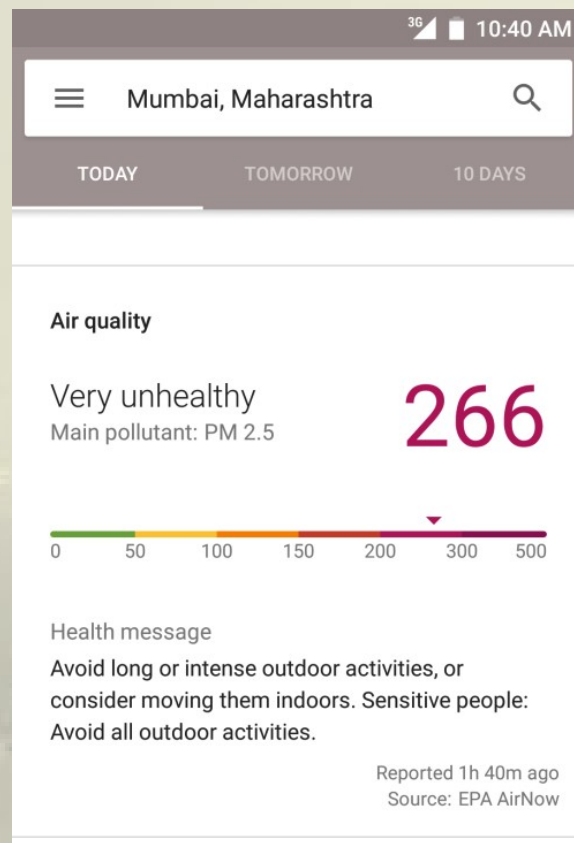 3G 10:40 AM
Mumbai, Maharashtra
TODAY TOMORROW 10 DAYS
Air quality
Very unhealthy 266
Main pollutant: PM 2.5
0 50 100 150 200 300 500
Health message
Avoid long or intense outdoor activities, or
consider moving them indoors. Sensitive people:
Avoid all outdoor activities.
Reported 1h 40m ago
Source: EPA AirNow